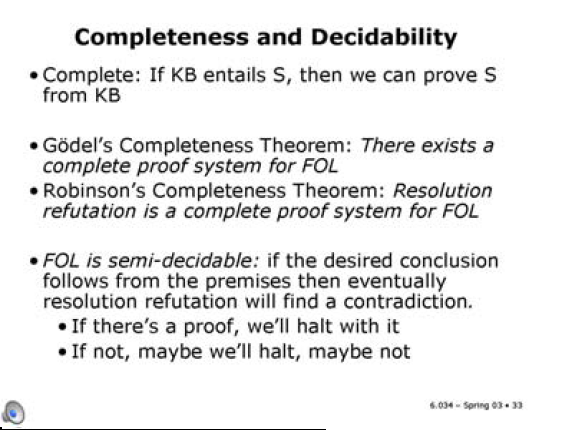 Completeness and Decidability
• Complete: If KB entails S, then we can prove S
from KB
• Gödel's Completeness Theorem: There exists a
complete proof system for FOL
• Robinson's Completeness Theorem: Resolution
refutation is a complete proof system for FOL
• FOL is semi-decidable: if the desired conclusion
follows from the premises then eventually
resolution refutation will find a contradiction.
• If there's a proof, we'll halt with it
• If not, maybe we'll halt, maybe not
6.034 – Spring 03 • 33